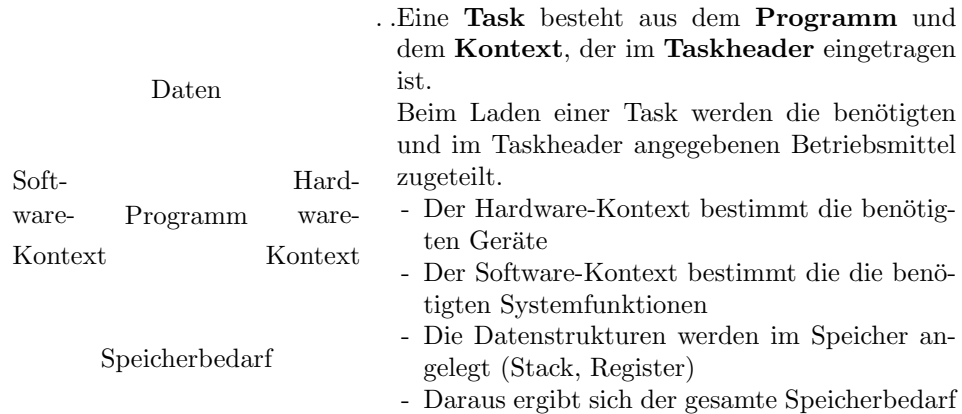 Daten
Soft-
ware-
Kontext
Programm
Hard-
ware-
Kontext
Speicherbedarf
. .Eine Task besteht aus dem Programm und
dem Kontext, der im Taskheader eingetragen
ist.
Beim Laden einer Task werden die benötigten
und im Taskheader angegebenen Betriebsmittel
zugeteilt.
- Der Hardware-Kontext bestimmt die benötig-
ten Geräte
- Der Software-Kontext bestimmt die die benö-
tigten Systemfunktionen
- Die Datenstrukturen werden im Speicher an-
gelegt (Stack, Register)
- Daraus ergibt sich der gesamte Speicherbedarf